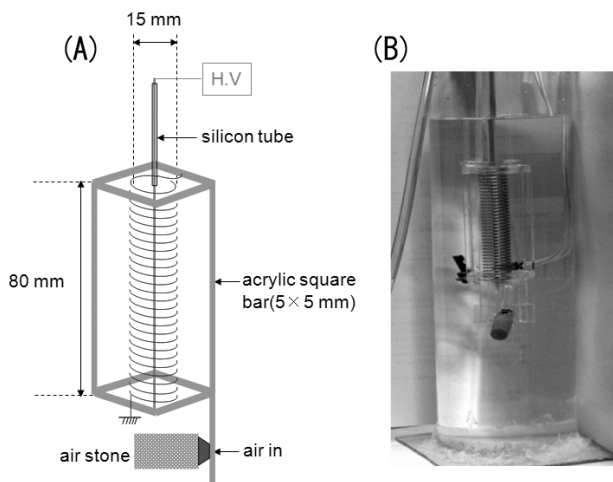 (A)
15 mm
H.V
silicon tube
80 mm
acrylic square
bar(5×5 mm)
air stone
air in
(B)